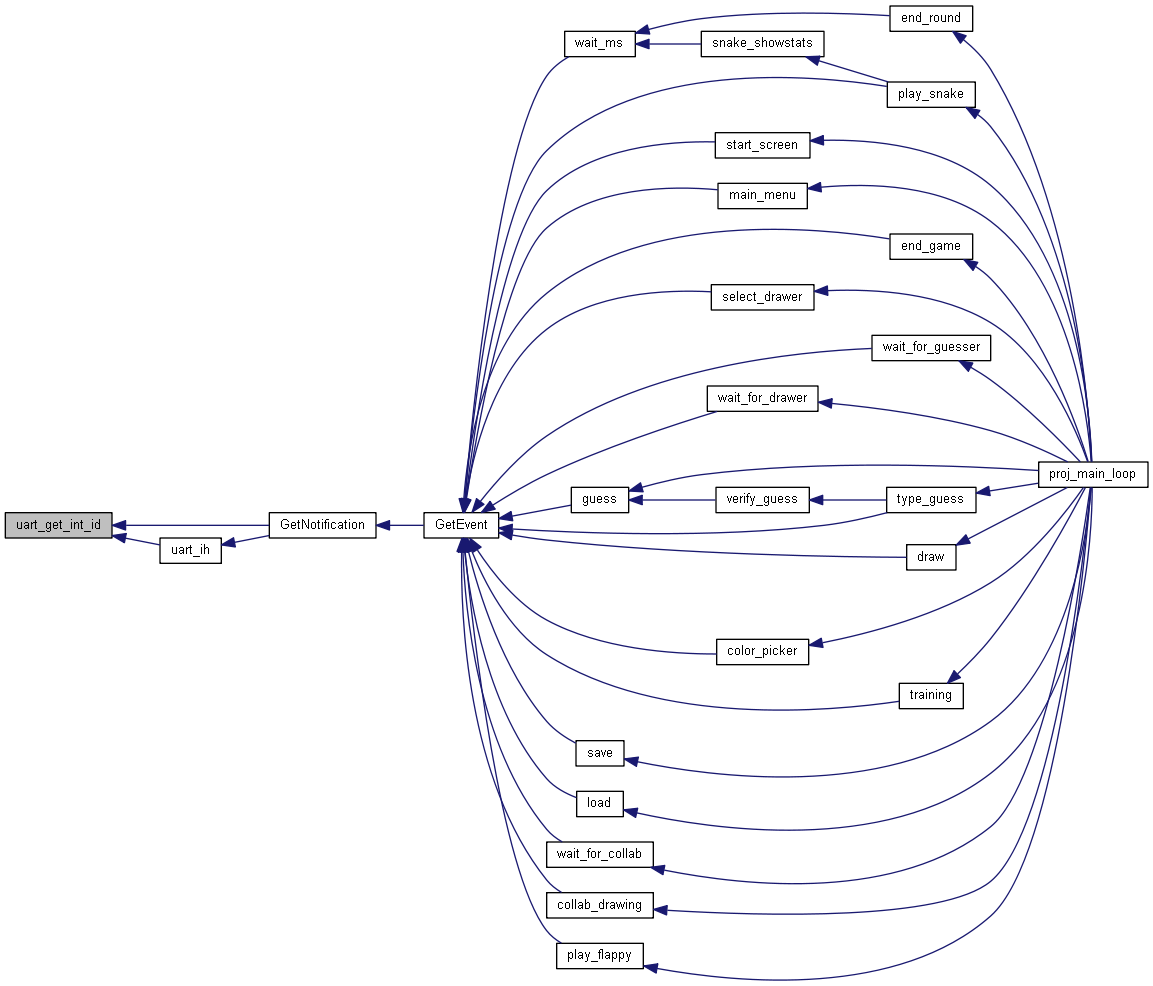 end_round
wait_ms
snake_showstats
play_snake
start_screen
main_menu
end_game
select_drawer
wait_for_guesser
wait_for_drawer
proj_main_loop
guess
verify_guess
type_guess
uart_get_int_id
GetNotification
GetEvent
uart_ih
draw
color_picker
training
save
load
wait_for_collab
collab_drawing
play_flappy